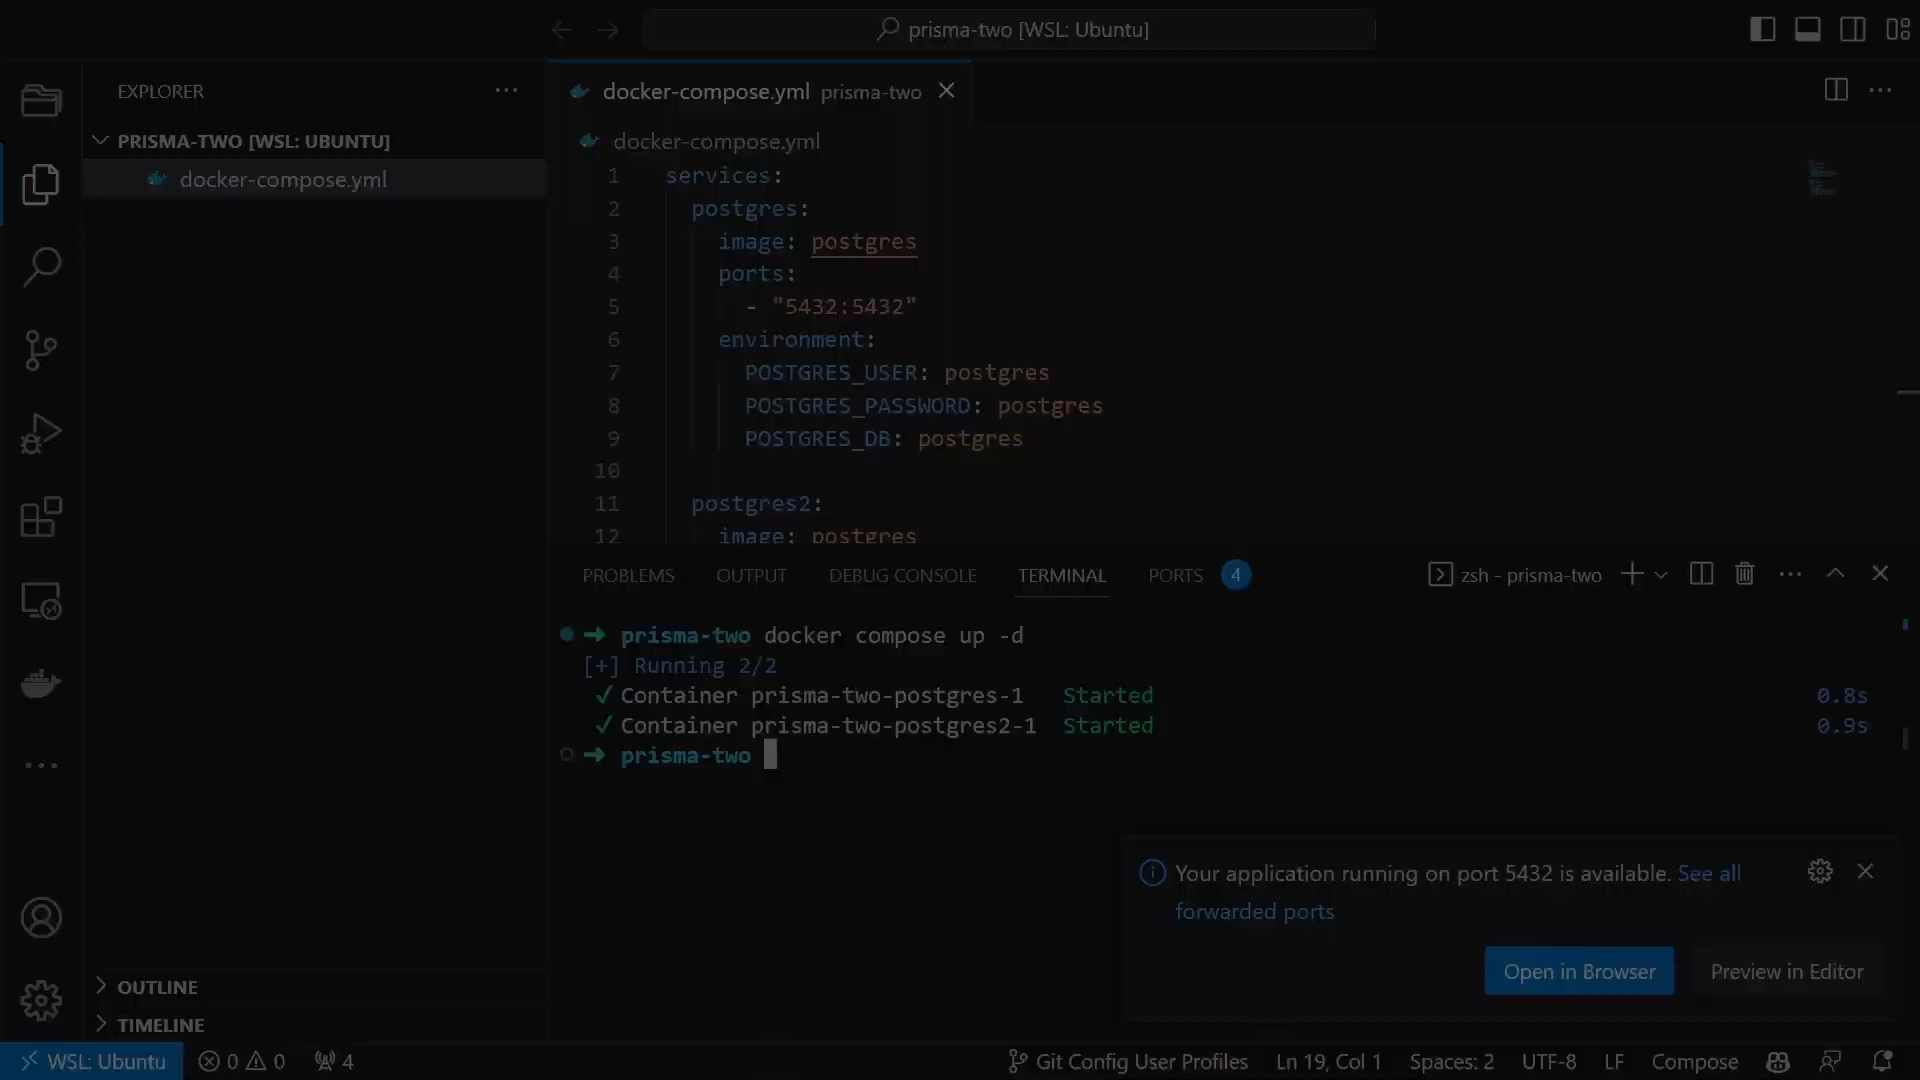 prisma-two [WSL: Ubuntu]
EXPLORER
PRISMA-TWO [WSL: UBUNTU]
docker-compose.yml
docker-compose.yml prisma-two
docker-compose.yml
1 services:
2 postgres:
3 image: postgres
4 ports:
5 - "5432:5432"
6 environment:
7 POSTGRES_USER: postgres
8 POSTGRES_PASSWORD: postgres
9 POSTGRES_DB: postgres
10
11 postgres2:
12 image: postgres
PROBLEMS OUTPUT DEBUG CONSOLE TERMINAL PORTS 4
zsh - prisma-two
prisma-two docker compose up -d
[+] Running 2/2
✓ Container prisma-two-postgres-1 Started 0.8s
✓ Container prisma-two-postgres2-1 Started 0.9s
prisma-two
Your application running on port 5432 is available. See all
forwarded ports
Open in Browser Preview in Editor
OUTLINE
TIMELINE
WSL: Ubuntu 0 0 4 Git Config User Profiles Ln 19, Col 1 Spaces: 2 UTF-8 LF Compose